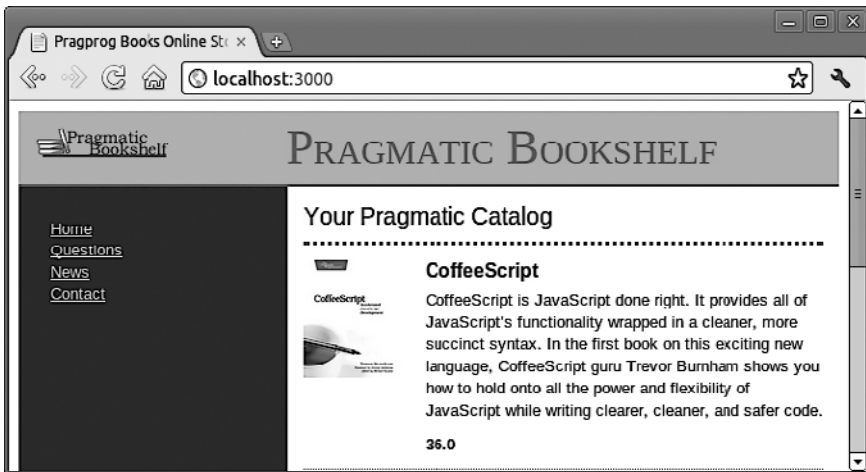 Pragprog Books Online Sto
localhost:3000
Pragmatic
Bookshelf
PRAGMATIC BOOKSHELF
Home
Questions
News
Contact
Your Pragmatic Catalog
CoffeeScript
CoffeeScript
CoffeeScript is JavaScript done right. It provides all of
JavaScript's functionality wrapped in a cleaner, more
succinct syntax. In the first book on this exciting new
language, CoffeeScript guru Trevor Burnham shows you
how to hold onto all the power and flexibility of
JavaScript while writing clearer, cleaner, and safer code.
36.0